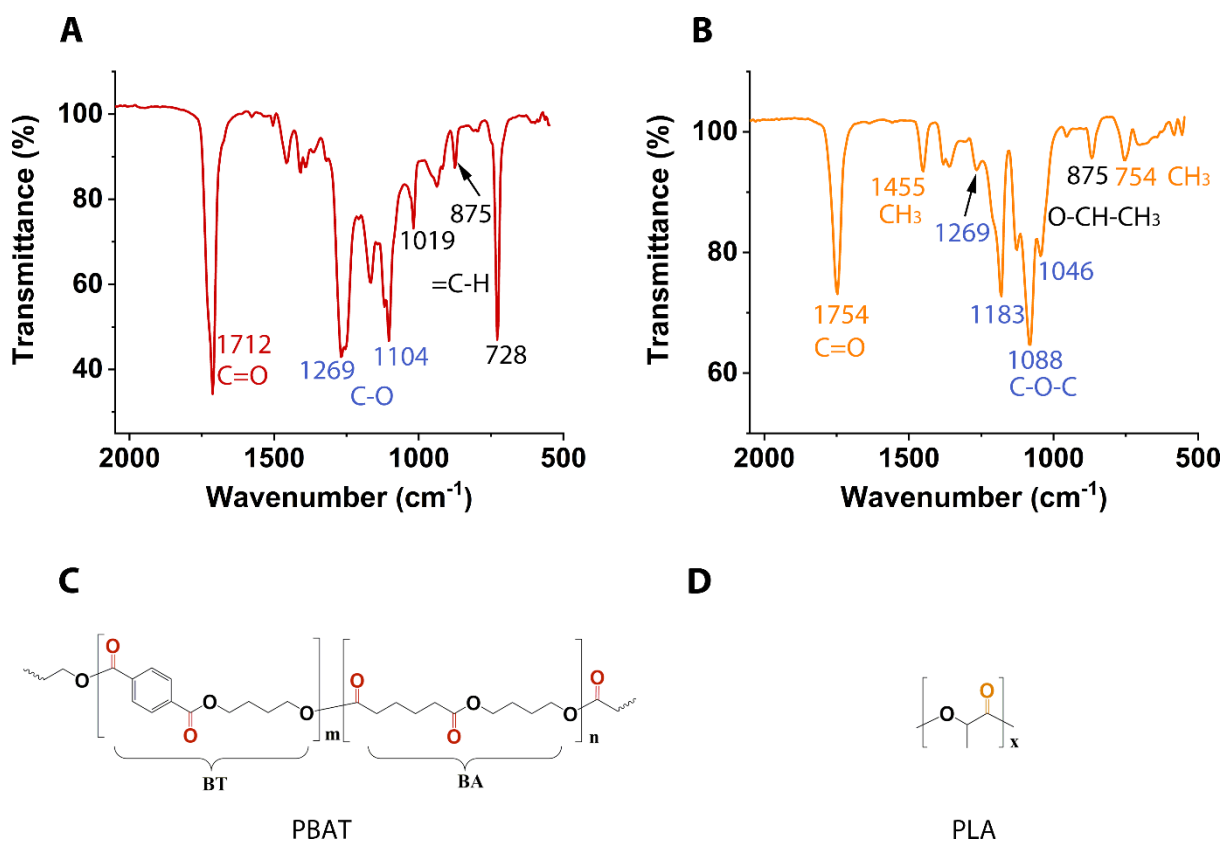 A
Transmittance (%)
100
80
60
40
1712
C=O
1269
C-O
1104
1019
=C-H
875
728
2000
1500
1000
500
Wavenumber (cm-1)
B
Transmittance (%)
100
80
60
1754
C=O
1455
CH3
1269
1183
1088
C-O-C
1046
O-CH-CH3
875
754 CH3
2000
1500
1000
500
Wavenumber (cm-1)
C
O
O
O
O
O
m
O
O
O
O
O
n
BT
BA
PBAT
D
O
O
x
PLA